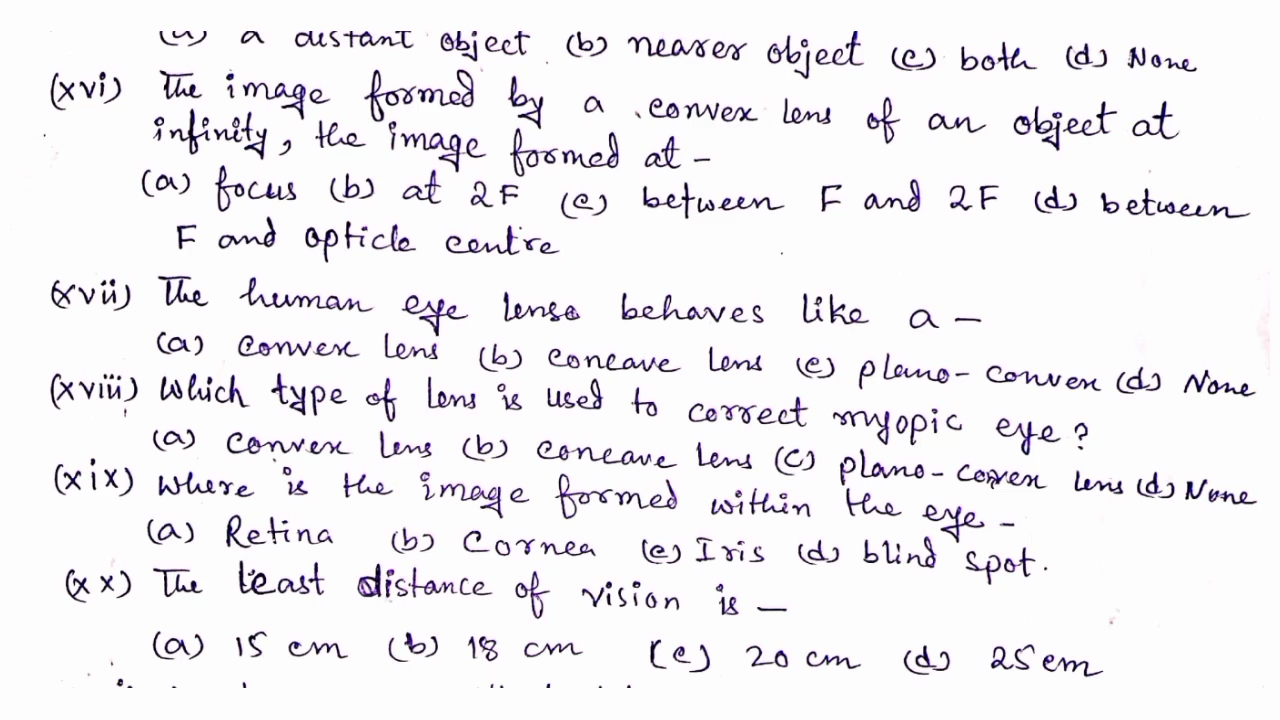 (a) a distant object (b) nearer object (c) both (d) None
(xvi) The image formed by a convex lens of an object at
infinity, the image formed at -
(a) focus (b) at 2F (c) between F and 2F (d) between
F and opticle centre
(xvii) The human eye lense behaves like a -
(a) convex lens (b) concave lens (c) plano-convex (d) None
(xviii) Which type of lens is used to correct myopic eye?
(a) convex lens (b) concave lens (c) plano-convex lens (d) None
(xix) Where is the image formed within the eye -
(a) Retina (b) Cornea (c) Iris (d) blind spot.
(xx) The least distance of vision is -
(a) 15 cm (b) 18 cm (c) 20 cm (d) 25 cm